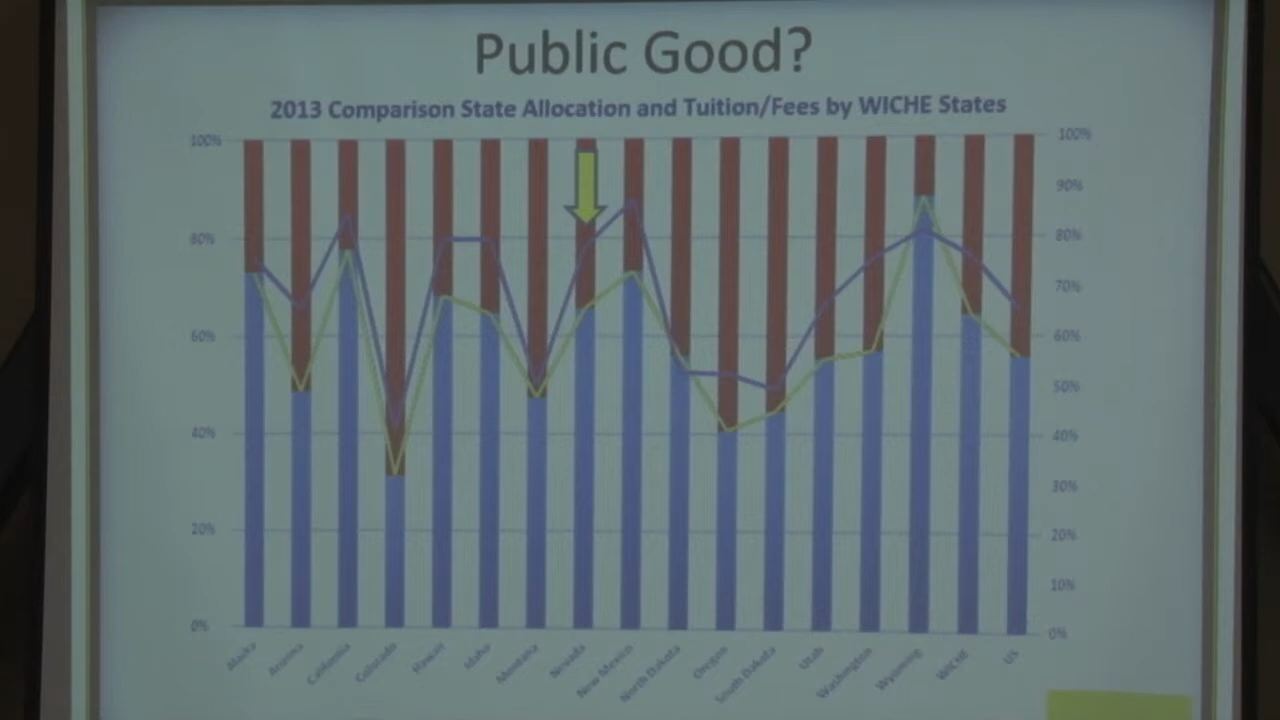 Public Good?
2013 Comparison State Allocation and Tuition/Fees by WICHE States
100%
80%
60%
40%
20%
0%
100%
90%
80%
70%
60%
50%
40%
30%
20%
10%
0%
Alaska
Arizona
California
Colorado
Hawaii
Idaho
Montana
Nevada
New Mexico
North Dakota
Oregon
South Dakota
Utah
Washington
Wyoming
WICHE
US